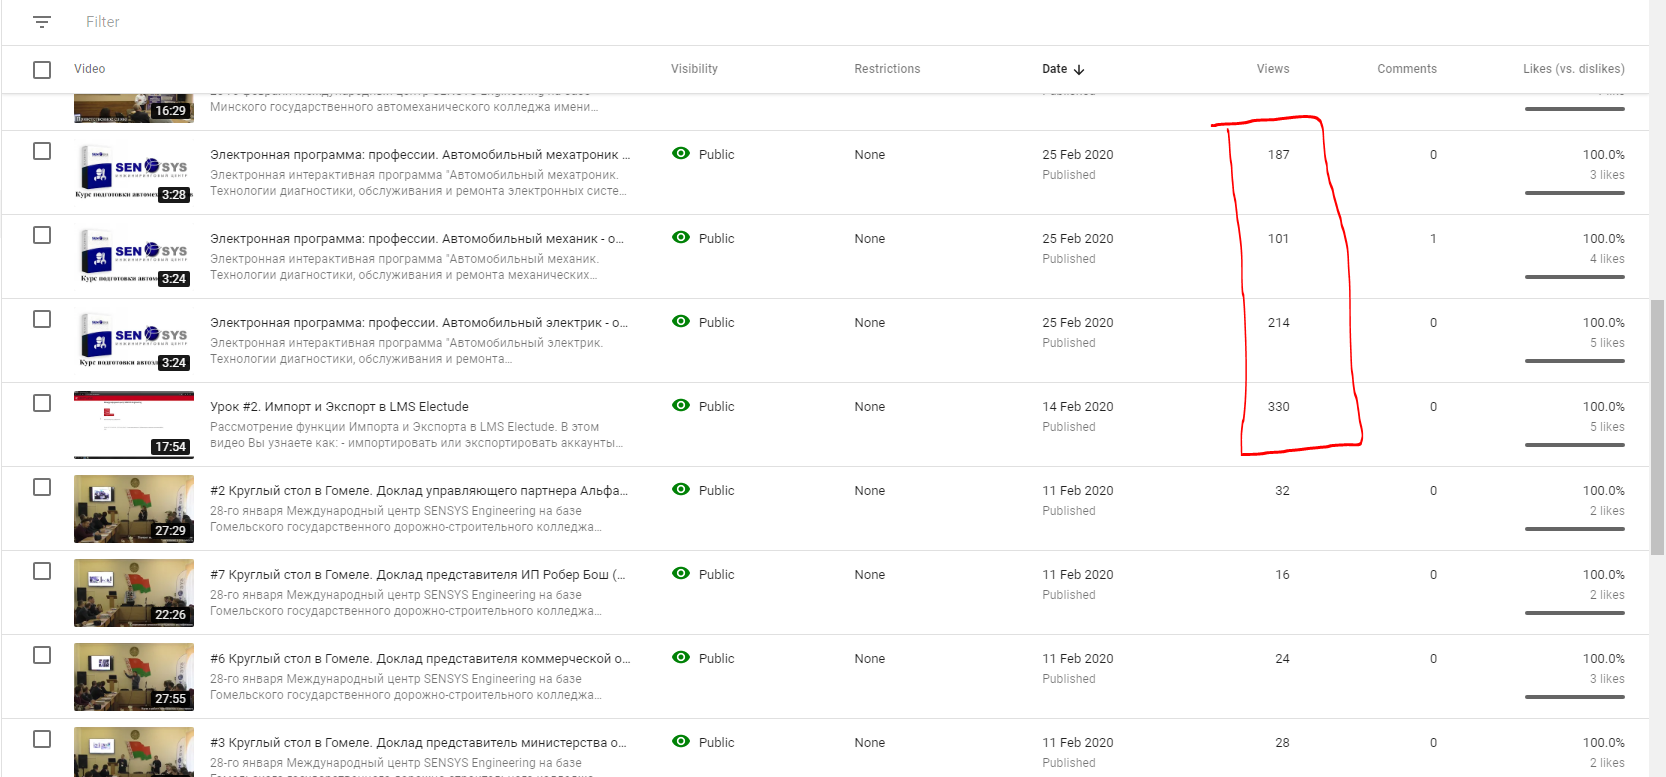 Filter
Video Visibility Restrictions Date Views Comments Likes (vs. dislikes)
Published
16:29
Минского государственного автомеханического колледжа имени…
Электронная программа: профессии. Автомобильный мехатроник … Public None 25 Feb 2020 187 0 100.0%
Электронная интерактивная программа "Автомобильный мехатроник. Published 3 likes
Технологии диагностики, обслуживания и ремонта электронных систе…
SENSYS
ИНЖИНИРИНГОВЫЙ ЦЕНТР
3:28
Электронная программа: профессии. Автомобильный механик - о… Public None 25 Feb 2020 101 1 100.0%
Электронная интерактивная программа "Автомобильный механик. Published 4 likes
Технологии диагностики, обслуживания и ремонта механических…
SENSYS
ИНЖИНИРИНГОВЫЙ ЦЕНТР
3:24
Электронная программа: профессии. Автомобильный электрик - о… Public None 25 Feb 2020 214 0 100.0%
Электронная интерактивная программа "Автомобильный электрик. Published 5 likes
Технологии диагностики, обслуживания и ремонта…
SENSYS
ИНЖИНИРИНГОВЫЙ ЦЕНТР
3:24
Урок #2. Импорт и Экспорт в LMS Electude Public None 14 Feb 2020 330 0 100.0%
Рассмотрение функции Импорта и Экспорта в LMS Electude. В этом Published 5 likes
видео Вы узнаете как: - импортировать или экспортировать аккаунты…
17:54
#2 Круглый стол в Гомеле. Доклад управляющего партнера Альфа… Public None 11 Feb 2020 32 0 100.0%
28-го января Международный центр SENSYS Engineering на базе Published 2 likes
Гомельского государственного дорожно-строительного колледжа…
27:29
#7 Круглый стол в Гомеле. Доклад представителя ИП Робер Бош (… Public None 11 Feb 2020 16 0 100.0%
28-го января Международный центр SENSYS Engineering на базе Published 2 likes
Гомельского государственного дорожно-строительного колледжа…
22:26
#6 Круглый стол в Гомеле. Доклад представителя коммерческой о… Public None 11 Feb 2020 24 0 100.0%
28-го января Международный центр SENSYS Engineering на базе Published 3 likes
Гомельского государственного дорожно-строительного колледжа…
27:55
#3 Круглый стол в Гомеле. Доклад представитель министерства о… Public None 11 Feb 2020 28 0 100.0%
28-го января Международный центр SENSYS Engineering на базе Published 2 likes